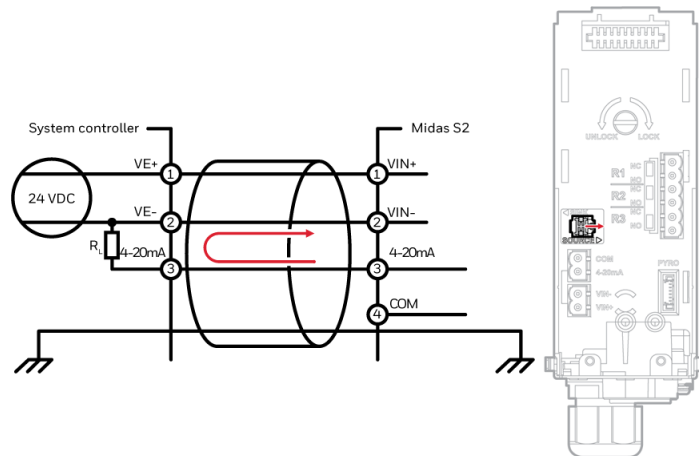 System controller
Midas S2
24 VDC
VE+
1
1
VIN+
VE-
2
2
VIN-
RL
4-20mA
3
3
4-20mA
4
COM
UNLOCK
LOCK
R1
NC
NO
R2
NC
NO
R3
NC
NO
SOURCE
COM
4-20mA
VIN-
VIN+
PYRO